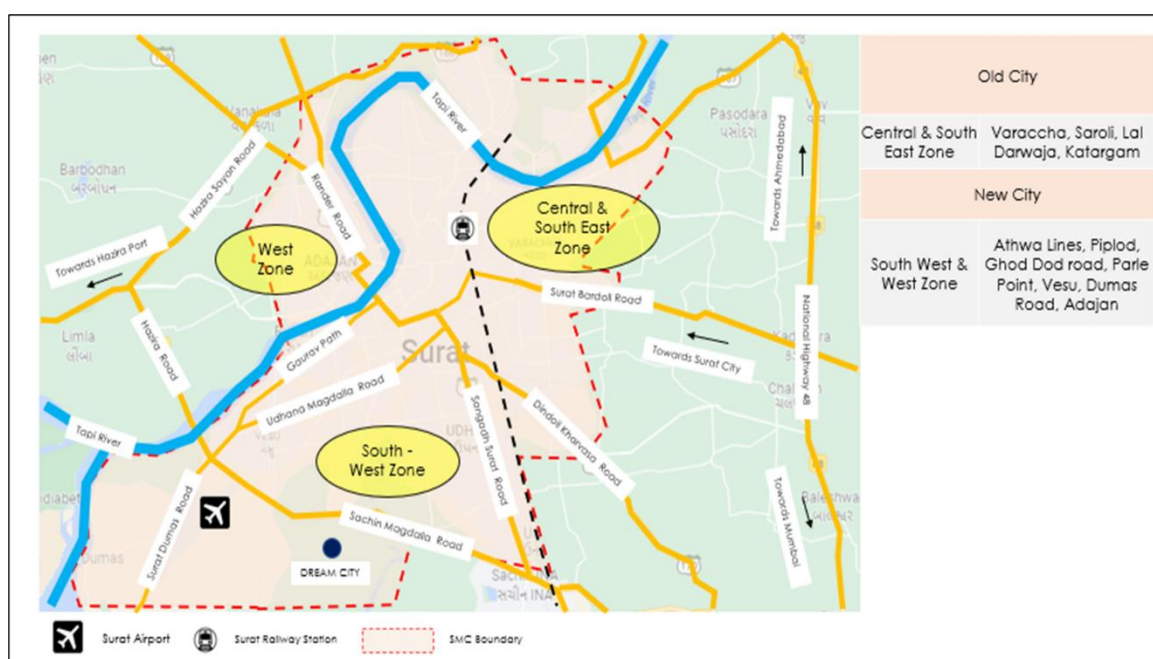 Tapi River
Hazira Sayan Road
Rander Road
Towards Hazira Port
West
Zone
Central &
South East
Zone
Pasodara
Barbodhan
Towards Ahmedabad
Surat Bardoli Road
National Highway 48
Limla
લીંબા
Hazira Road
Gaurav Path
Surat
Towards Surat City
Udhana Magdalla Road
Tapi River
South -
West Zone
Songadh Surat Road
Dindoli Kharvasa Road
Towards Mumbai
Surat Dumas Road
Sachin Magdalla Road
Dumas
DREAM CITY
Sachin INA
સચીન INA
Surat Airport
Surat Railway Station
SMC Boundary
Old City
Central & South
East Zone
Varaccha, Saroli, Lal
Darwaja, Katargam
New City
South West &
West Zone
Athwa Lines, Piplod,
Ghod Dod road, Parle
Point, Vesu, Dumas
Road, Adajan